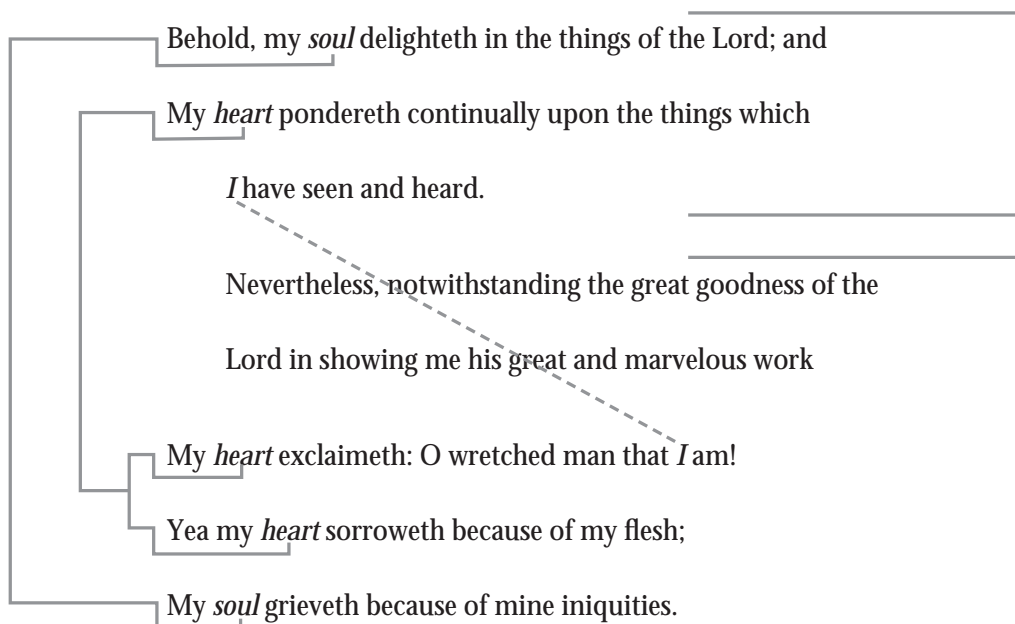 Behold, my soul delighteth in the things of the Lord; and
My heart pondereth continually upon the things which
I have seen and heard.
Nevertheless, notwithstanding the great goodness of the
Lord in showing me his great and marvelous work
My heart exclaimeth: O wretched man that I am!
Yea my heart sorroweth because of my flesh;
My soul grieveth because of mine iniquities.